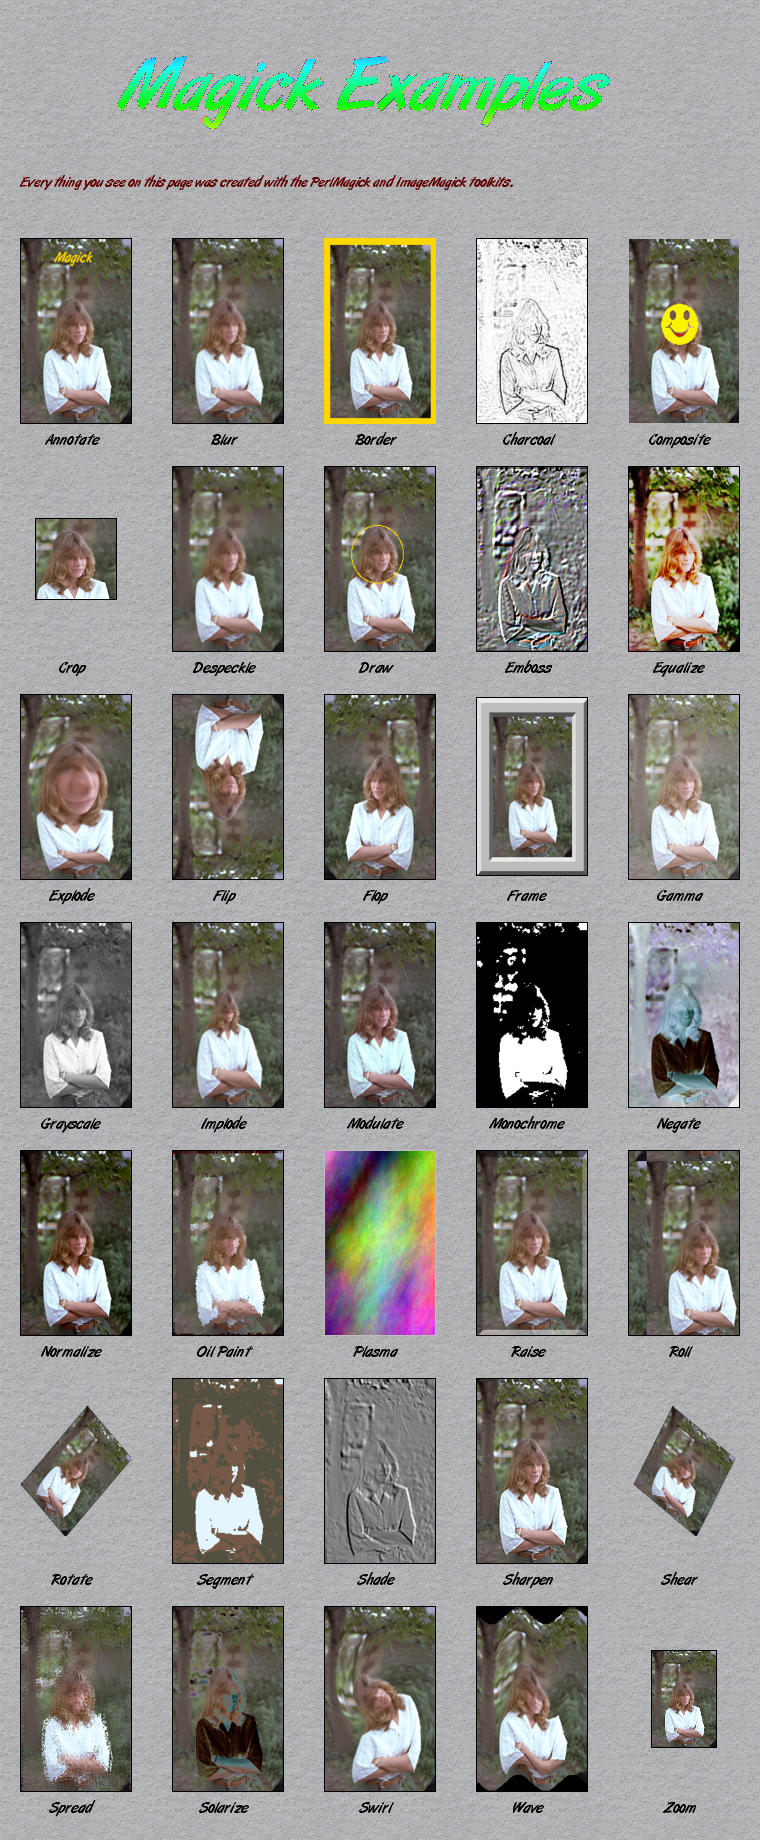 Magick Examples
Every thing you see on this page was created with the PerlMagick and ImageMagick toolkits.
Magick
Annotate Blur Border Charcoal Composite
Crop Despeckle Draw Emboss Equalize
Explode Flip Flop Frame Gamma
Grayscale Implode Modulate Monochrome Negate
Normalize Oil Paint Plasma Raise Roll
Rotate Segment Shade Sharpen Shear
Spread Solarize Swirl Wave Zoom